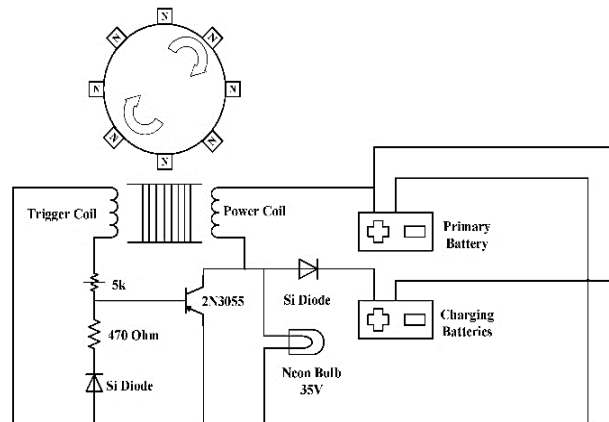 N
N
N
N
N
N
N
N
Trigger Coil
Power Coil
Primary
Battery
5k
2N3055
Si Diode
Charging
Batteries
470 Ohm
Neon Bulb
35V
Si Diode